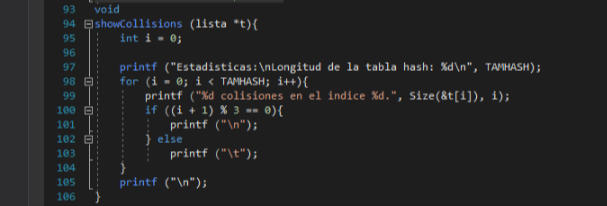 93 void
94 showCollisions (lista *t){
95 int i = 0;
96
97 printf ("Estadisticas:\nLongitud de la tabla hash: %d\n", TAMHASH);
98 for (i = 0; i < TAMHASH; i++){
99 printf ("%d colisiones en el indice %d.", Size(&t[i]), i);
100 if ((i + 1) % 3 == 0){
101 printf ("\n");
102 } else
103 printf ("\t");
104 }
105 printf ("\n");
106 }